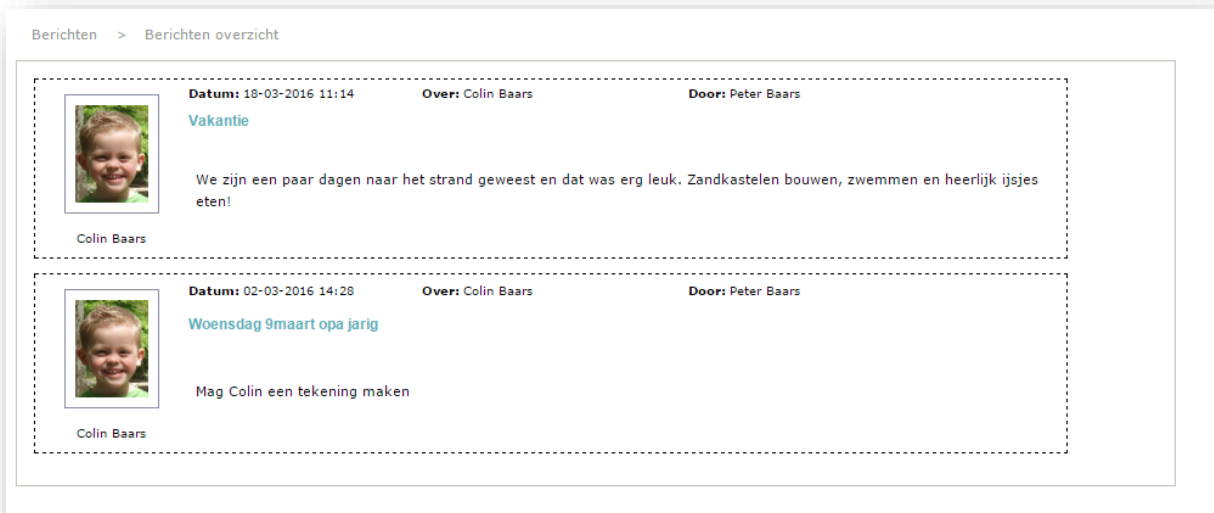 Berichten > Berichten overzicht
Datum: 18-03-2016 11:14 Over: Colin Baars Door: Peter Baars
Vakantie
We zijn een paar dagen naar het strand geweest en dat was erg leuk. Zandkastelen bouwen, zwemmen en heerlijk ijsjes
eten!
Colin Baars
Datum: 02-03-2016 14:28 Over: Colin Baars Door: Peter Baars
Woensdag 9maart opa jarig
Mag Colin een tekening maken
Colin Baars